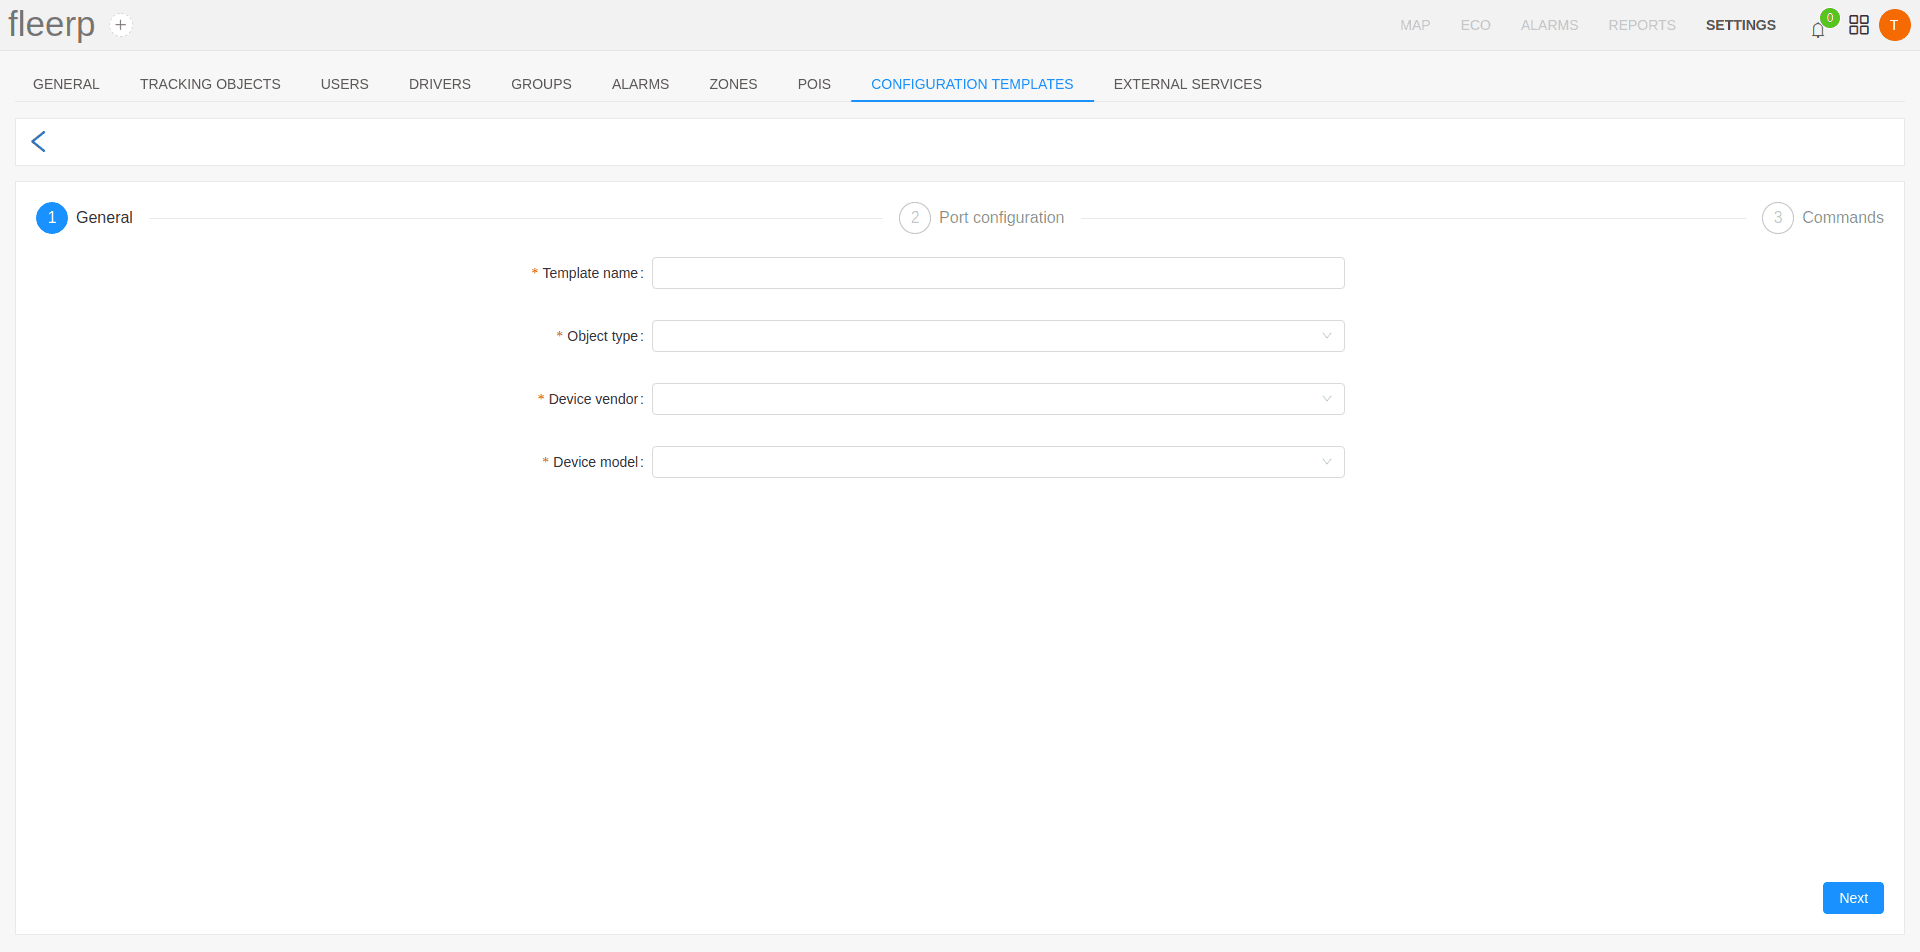 fleerp
MAP ECO ALARMS REPORTS SETTINGS 0 T
GENERAL TRACKING OBJECTS USERS DRIVERS GROUPS ALARMS ZONES POIS CONFIGURATION TEMPLATES EXTERNAL SERVICES
1 General 2 Port configuration 3 Commands
* Template name :
* Object type :
* Device vendor :
* Device model :
Next